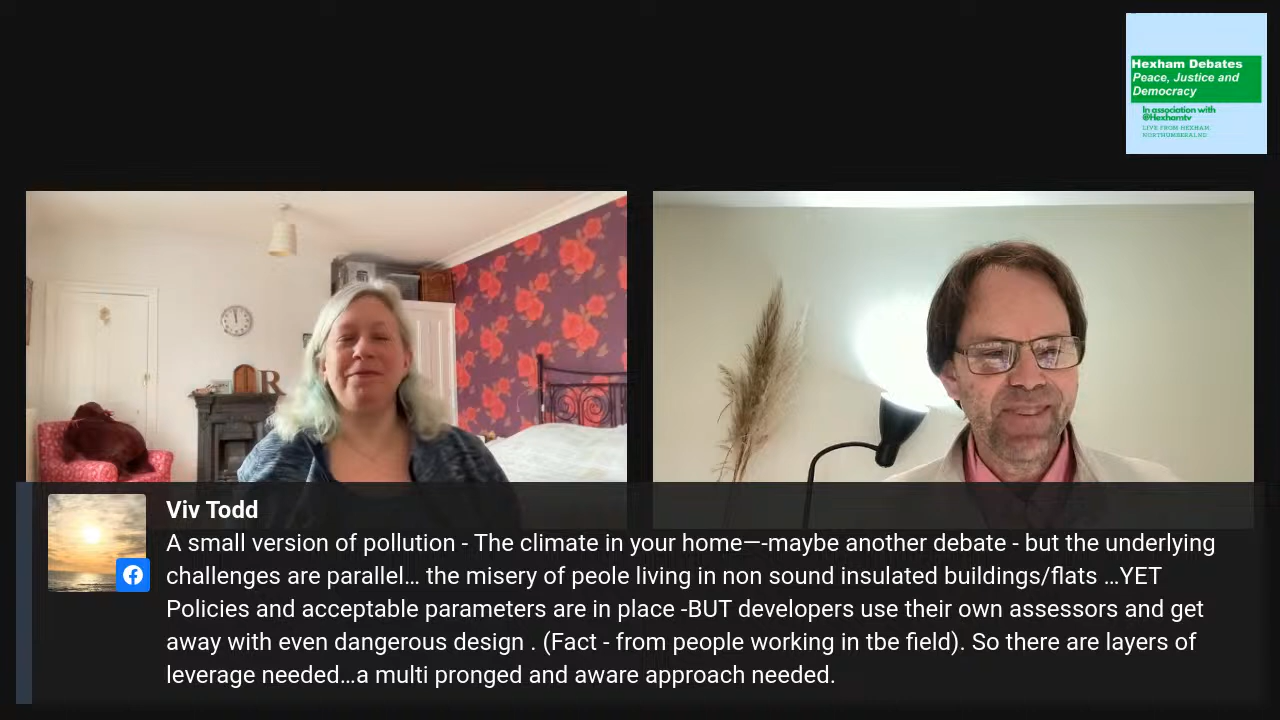 Hexham Debates
Peace, Justice and
Democracy
In association with
@Hexhamtv
LIVE FROM HEXHAM
NORTHUMBERALND
R
Viv Todd
A small version of pollution - The climate in your home—-maybe another debate - but the underlying
challenges are parallel… the misery of peole living in non sound insulated buildings/flats …YET
Policies and acceptable parameters are in place -BUT developers use their own assessors and get
away with even dangerous design . (Fact - from people working in tbe field). So there are layers of
leverage needed…a multi pronged and aware approach needed.